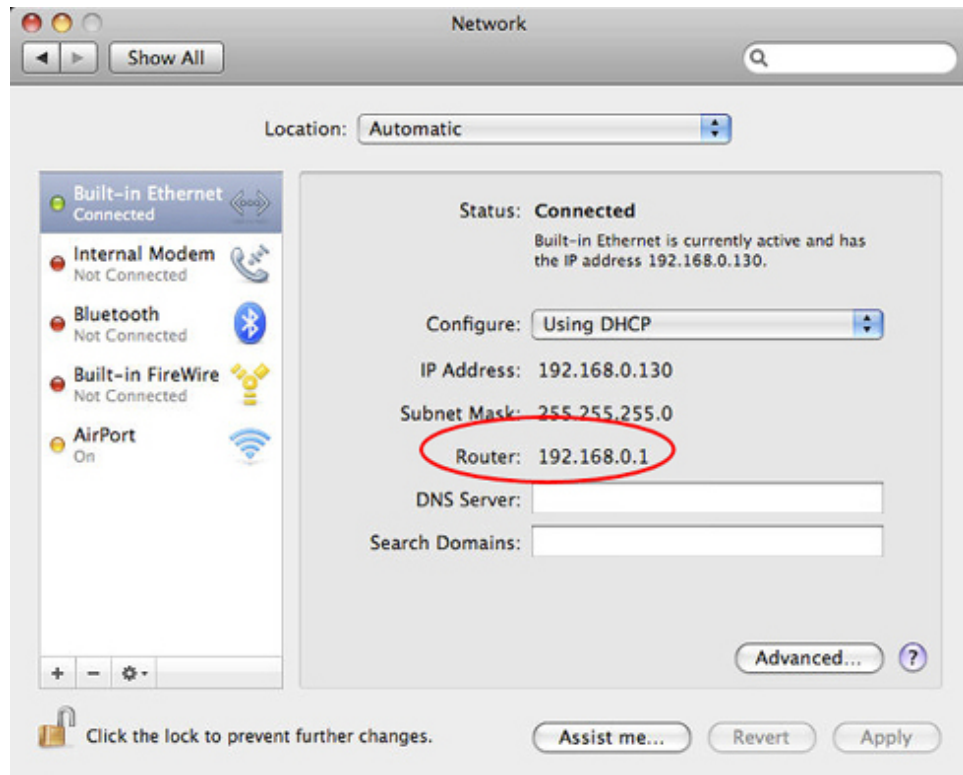 Network
Show All
Location: Automatic
Built-in Ethernet
Connected
Internal Modem
Not Connected
Bluetooth
Not Connected
Built-in FireWire
Not Connected
AirPort
On
Status: Connected
Built-in Ethernet is currently active and has
the IP address 192.168.0.130.
Configure: Using DHCP
IP Address: 192.168.0.130
Subnet Mask: 255.255.255.0
Router: 192.168.0.1
DNS Server:
Search Domains:
Advanced... ?
+ -
Click the lock to prevent further changes.
Assist me... Revert Apply